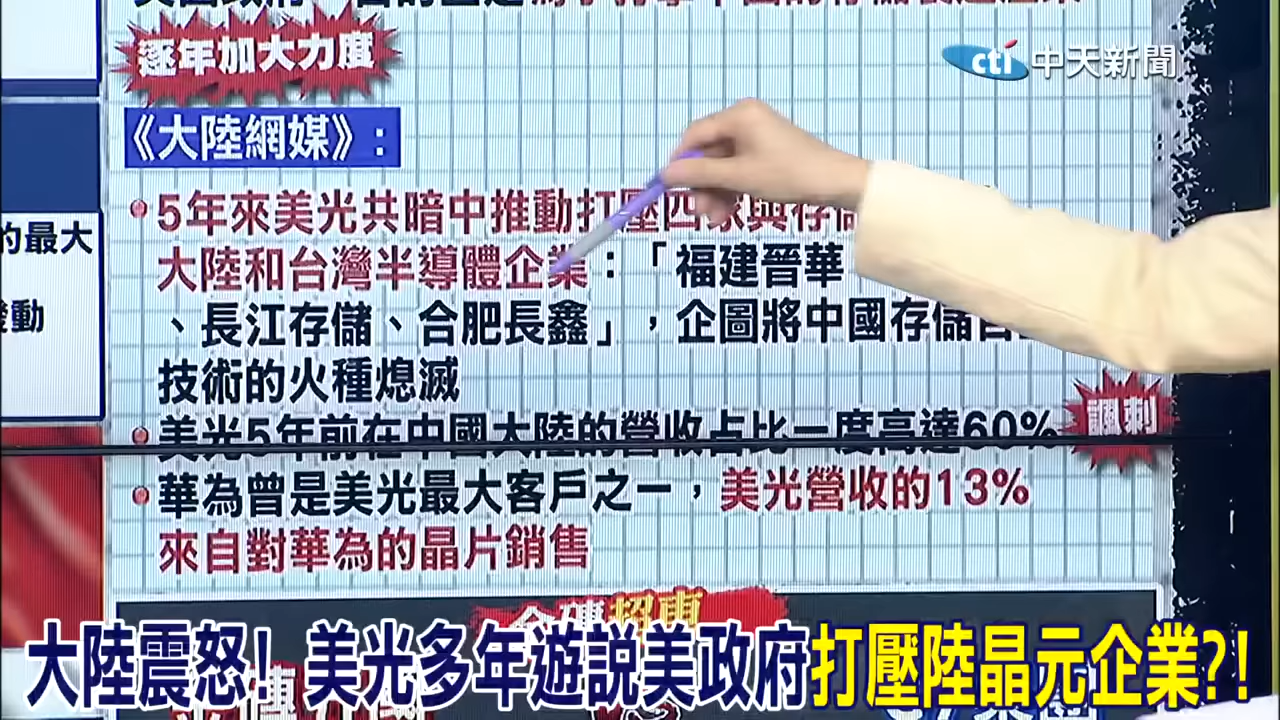 逐年加大力度
cti 中天新聞
《大陸網媒》:
的最大
5年來美光共暗中推動打壓四家與存儲
大陸和台灣半導體企業:「福建晉華
動
、長江存儲、合肥長鑫」,企圖將中國存儲
技術的火種熄滅
美光5年前在中國大陸的營收占比一度高達60%
諷刺
華為曾是美光最大客戶之一,美光營收的13%
來自對華為的晶片銷售
大陸震怒! 美光多年遊説美政府打壓陸晶元企業?!